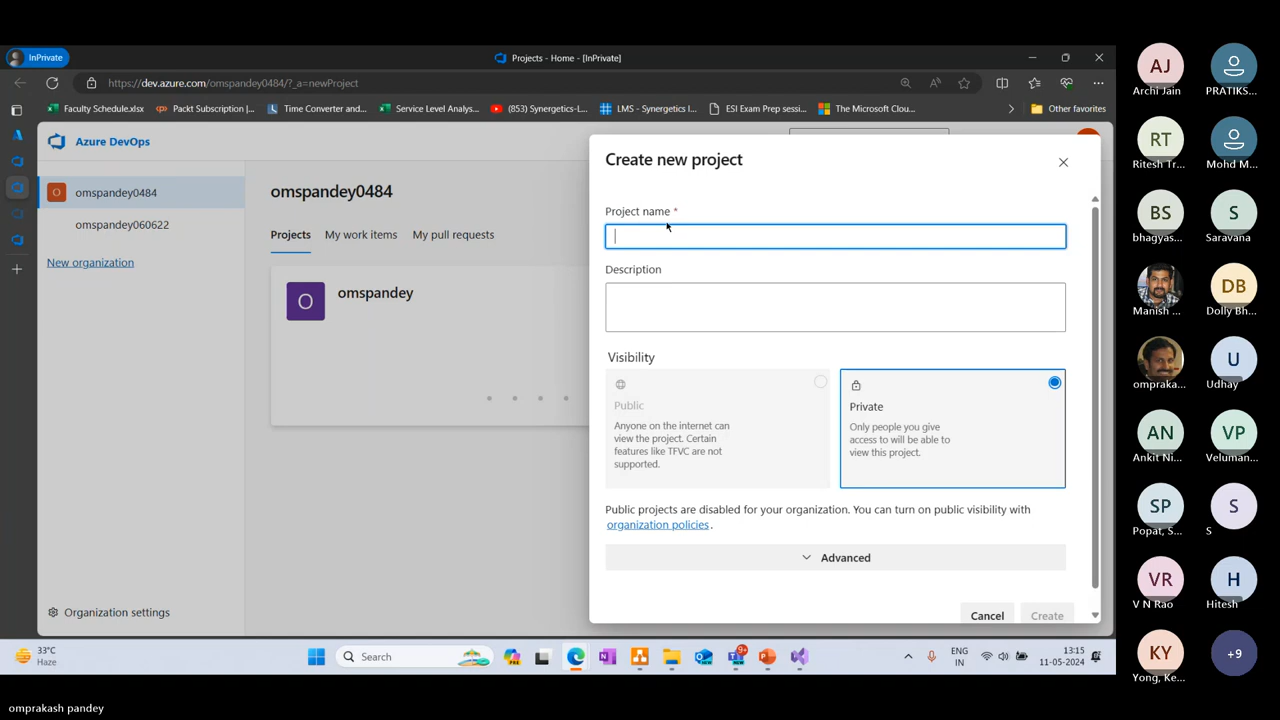 InPrivate
Projects - Home - [InPrivate]
https://dev.azure.com/omspandey0484/?_a=newProject
Faculty Schedule.xlsx
Packt Subscription |...
Time Converter and...
Service Level Analys...
(853) Synergetics-L...
LMS - Synergetics I...
ESI Exam Prep sessi...
The Microsoft Clou...
Other favorites
Azure DevOps
O omspandey0484
omspandey060622
New organization
Organization settings
omspandey0484
Projects My work items My pull requests
O omspandey
Create new project
Project name *
Description
Visibility
Public
Anyone on the internet can
view the project. Certain
features like TFVC are not
supported.
Private
Only people you give
access to will be able to
view this project.
Public projects are disabled for your organization. You can turn on public visibility with
organization policies.
Advanced
Cancel Create
33°C
Haze
Search
9+
ENG
IN
13:15
11-05-2024
AJ
Archi Jain
PRATIKS...
RT
Ritesh Tr...
Mohd M...
BS
bhagyas...
S
Saravana
Manish ...
DB
Dolly Bh...
ompraka...
U
Udhay
AN
Ankit Ni...
VP
Veluman...
SP
Popat, S...
S
S
VR
V N Rao
H
Hitesh
KY
Yong, Ke...
+9
omprakash pandey